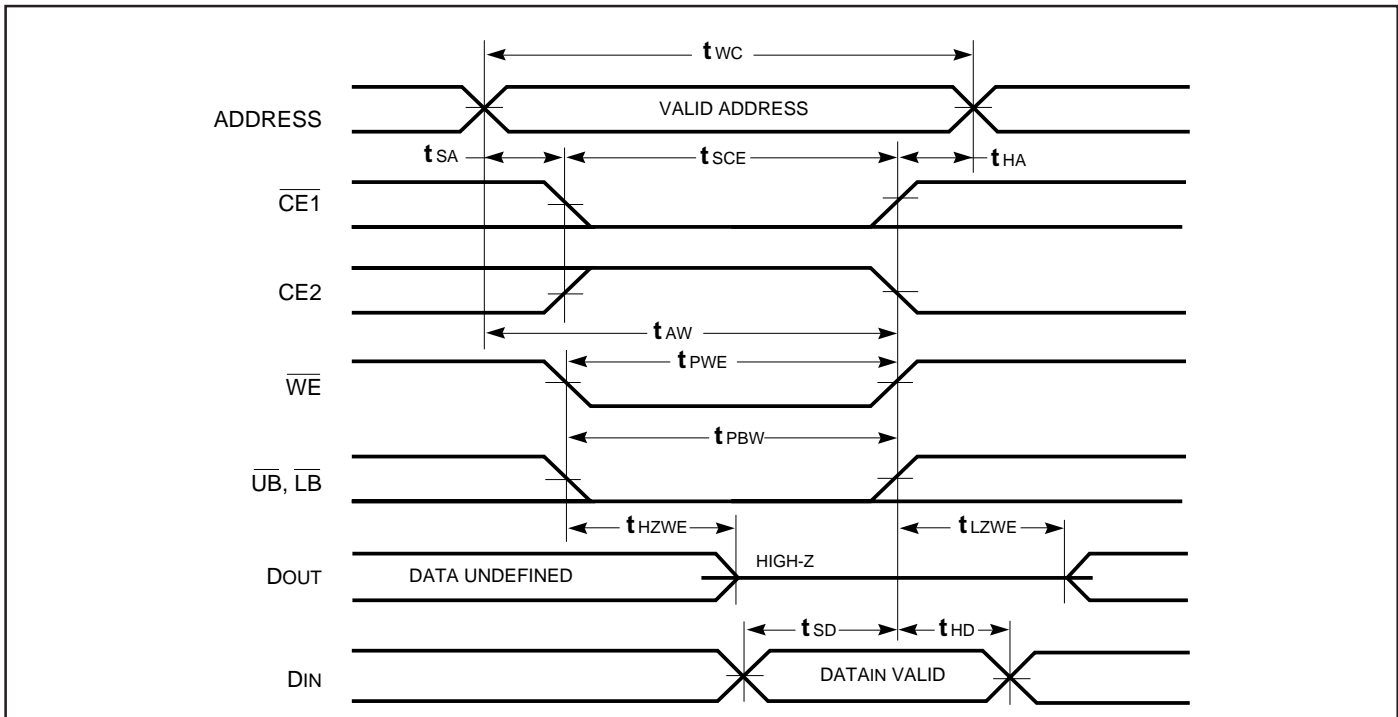 tWC
ADDRESS
VALID ADDRESS
tSA
tSCE
tHA
CE1
CE2
tAW
tPWE
WE
tPBW
UB, LB
tHZWE
tLZWE
DOUT
DATA UNDEFINED
HIGH-Z
tSD
tHD
DIN
DATAIN VALID